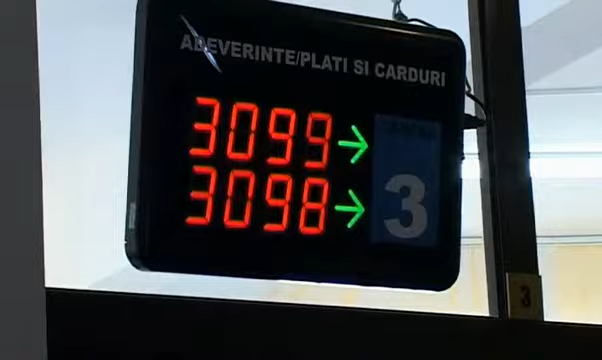 ADEVERINTE/PLATI SI CARDURI
3099 →
3098 →
3
3